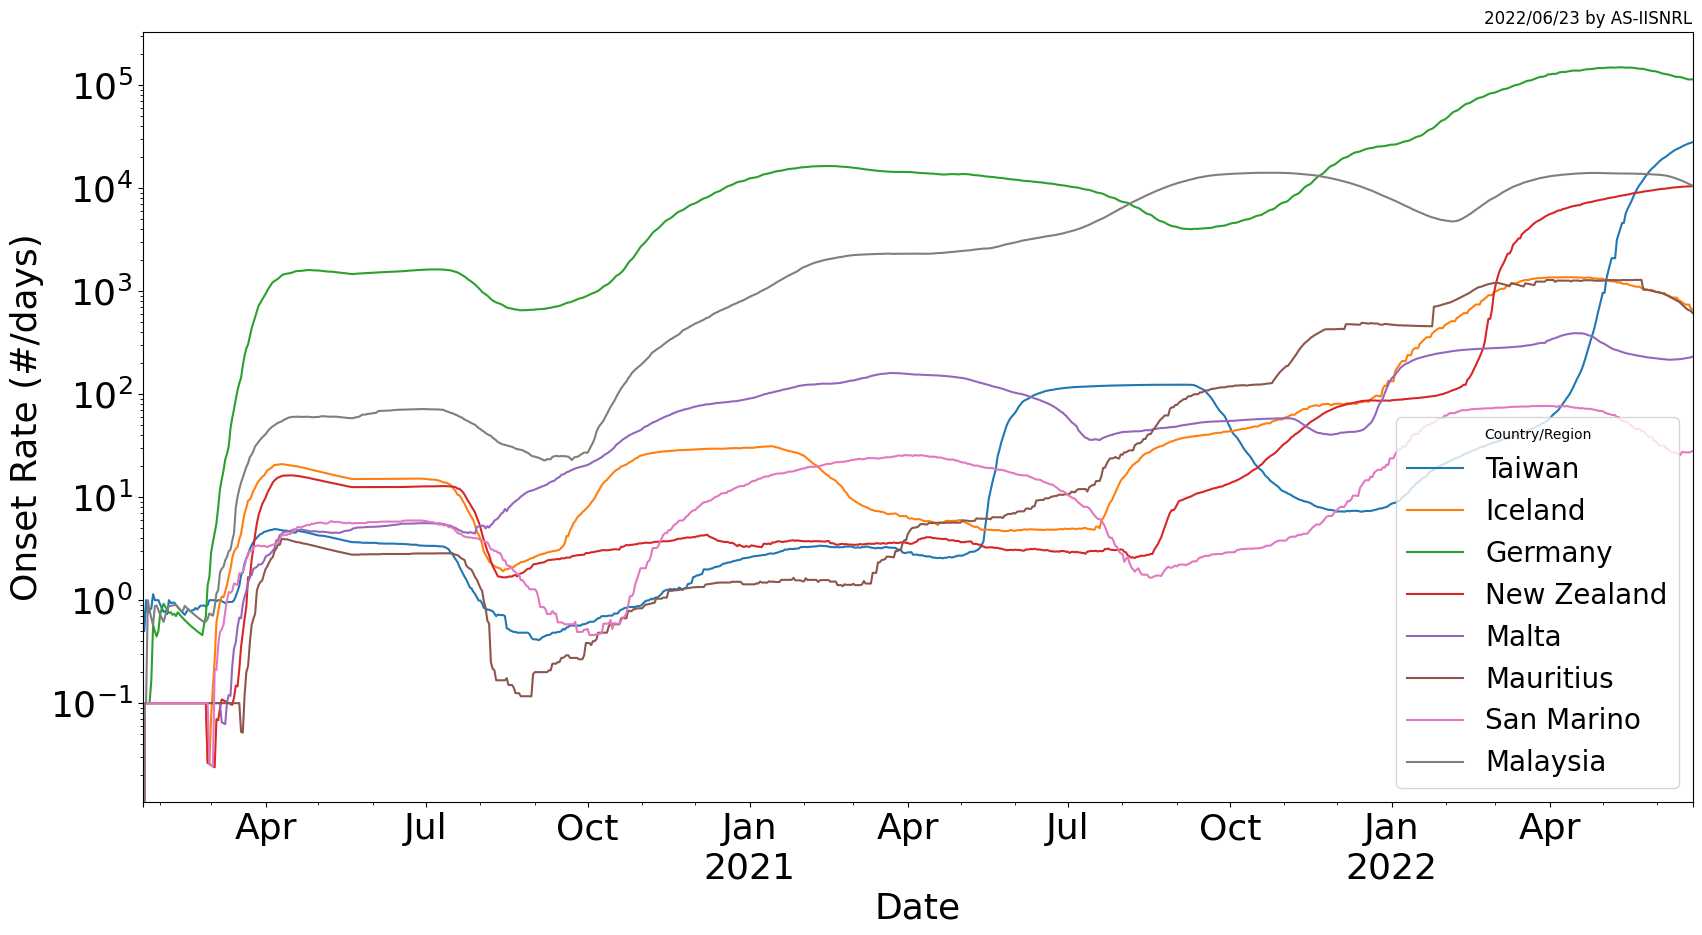 2022/06/23 by AS-IISNRL
10^5
10^4
10^3
10^2
10^1
10^0
10^−1
Onset Rate (#/days)
Country/Region
Taiwan
Iceland
Germany
New Zealand
Malta
Mauritius
San Marino
Malaysia
Apr Jul Oct Jan Apr Jul Oct Jan Apr
2021 2022
Date